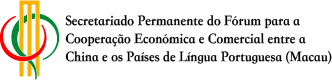 Secretariado Permanente do Fórum para a
Cooperação Económica e Comercial entre a
China e os Países de Língua Portuguesa (Macau)